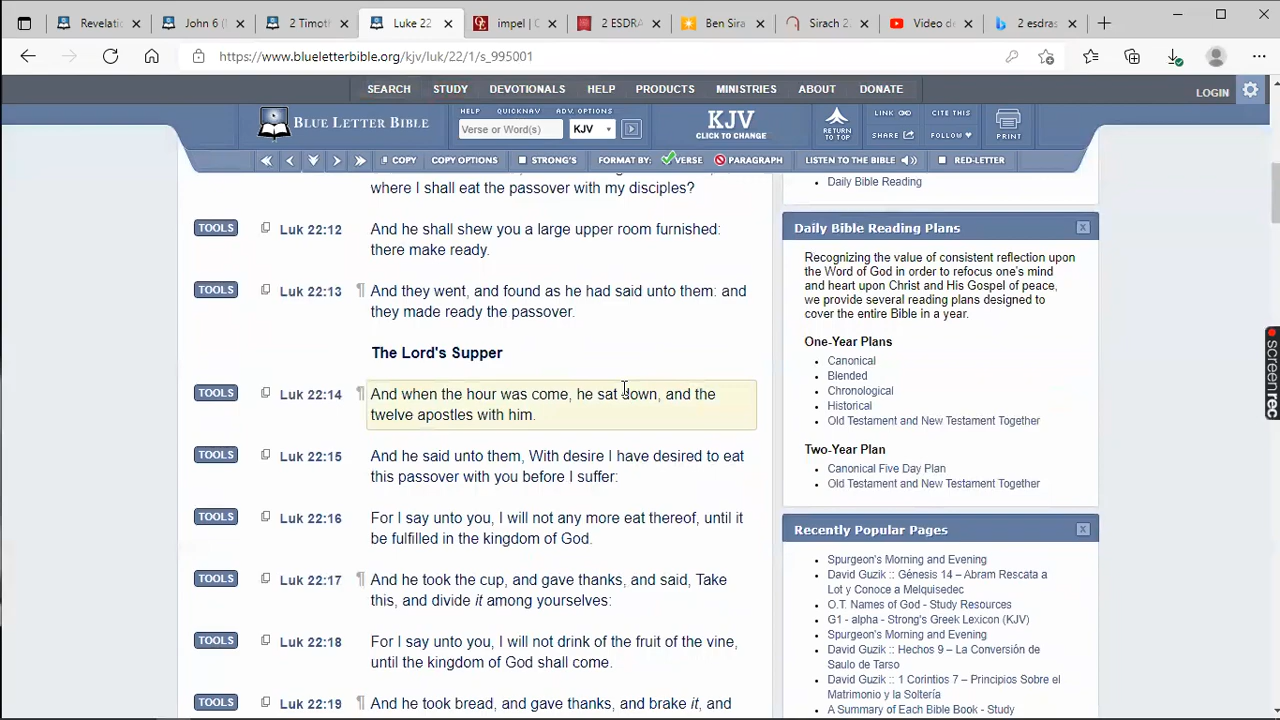 Revelati
John 6 (
2 Timoth
Luke 22
impel | O
2 ESDRA
Ben Sira
Sirach 2
Video de
2 esdras
https://www.blueletterbible.org/kjv/luk/22/1/s_995001
SEARCH STUDY DEVOTIONALS HELP PRODUCTS MINISTRIES ABOUT DONATE
LOGIN
BLUE LETTER BIBLE
HELP QUICKNAV ADV. OPTIONS
Verse or Word(s) KJV
KJV
CLICK TO CHANGE
RETURN TO TOP
LINK CITE THIS
SHARE FOLLOW
PRINT
COPY COPY OPTIONS STRONG'S FORMAT BY: VERSE PARAGRAPH LISTEN TO THE BIBLE RED-LETTER
where I shall eat the passover with my disciples?
TOOLS Luk 22:12 And he shall shew you a large upper room furnished:
there make ready.
TOOLS Luk 22:13 ¶ And they went, and found as he had said unto them: and
they made ready the passover.
The Lord's Supper
TOOLS Luk 22:14 ¶ And when the hour was come, he sat down, and the
twelve apostles with him.
TOOLS Luk 22:15 And he said unto them, With desire I have desired to eat
this passover with you before I suffer:
TOOLS Luk 22:16 For I say unto you, I will not any more eat thereof, until it
be fulfilled in the kingdom of God.
TOOLS Luk 22:17 ¶ And he took the cup, and gave thanks, and said, Take
this, and divide it among yourselves:
TOOLS Luk 22:18 For I say unto you, I will not drink of the fruit of the vine,
until the kingdom of God shall come.
TOOLS Luk 22:19 ¶ And he took bread, and gave thanks, and brake it, and
Daily Bible Reading
Daily Bible Reading Plans
Recognizing the value of consistent reflection upon
the Word of God in order to refocus one's mind
and heart upon Christ and His Gospel of peace,
we provide several reading plans designed to
cover the entire Bible in a year.
One-Year Plans
Canonical
Blended
Chronological
Historical
Old Testament and New Testament Together
Two-Year Plan
Canonical Five Day Plan
Old Testament and New Testament Together
Recently Popular Pages
Spurgeon's Morning and Evening
David Guzik :: Génesis 14 – Abram Rescata a
Lot y Conoce a Melquisedec
O.T. Names of God - Study Resources
G1 - alpha - Strong's Greek Lexicon (KJV)
Spurgeon's Morning and Evening
David Guzik :: Hechos 9 – La Conversión de
Saulo de Tarso
David Guzik :: 1 Corintios 7 – Principios Sobre el
Matrimonio y la Soltería
A Summary of Each Bible Book - Study
screenrec